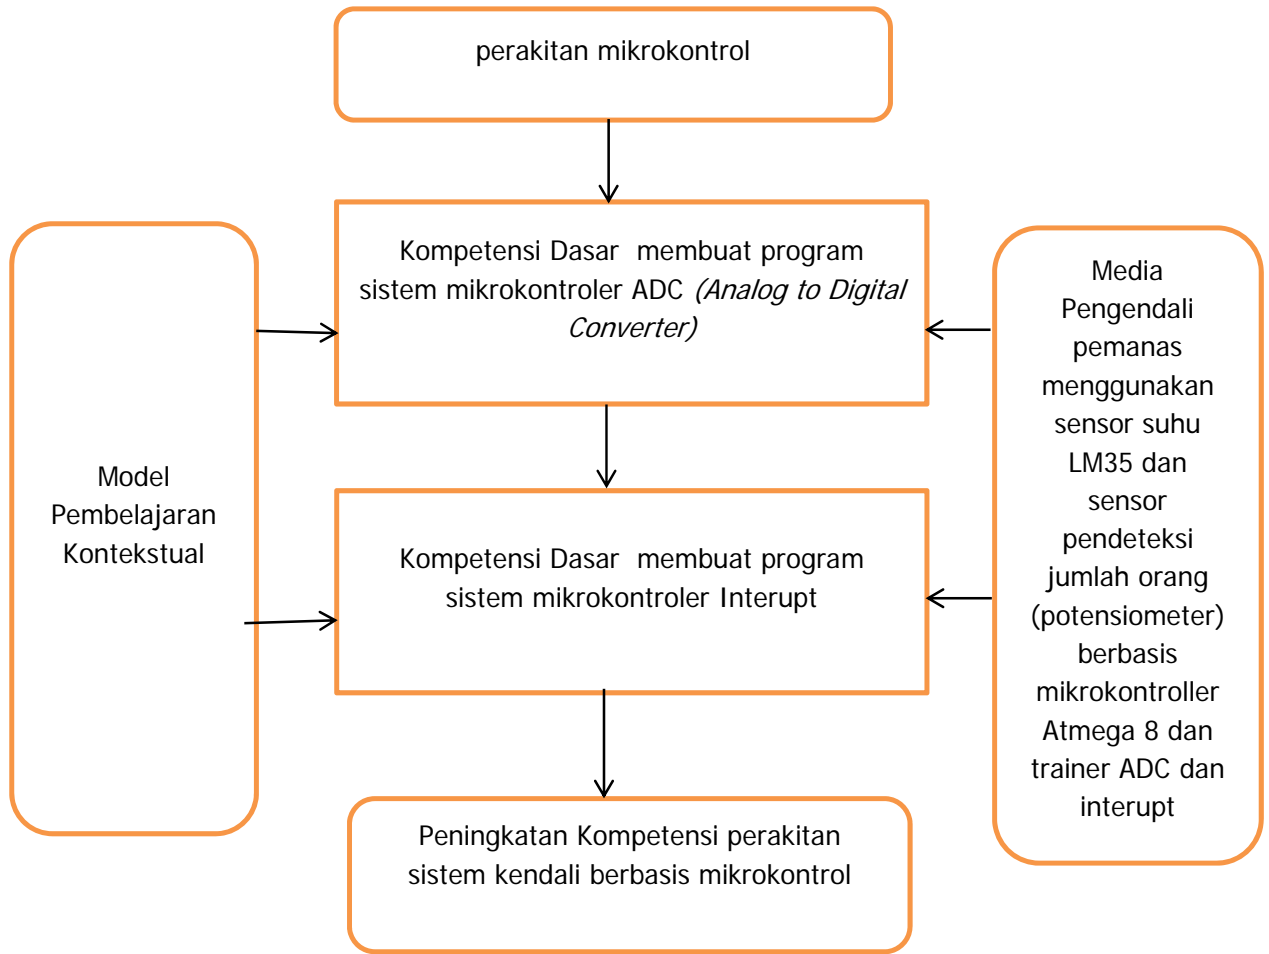 perakitan mikrokontrol
Kompetensi Dasar membuat program
sistem mikrokontroler ADC (Analog to Digital
Converter)
Model
Pembelajaran
Kontekstual
Kompetensi Dasar membuat program
sistem mikrokontroler Interupt
Media
Pengendali
pemanas
menggunakan
sensor suhu
LM35 dan
sensor
pendeteksi
jumlah orang
(potensiometer)
berbasis
mikrokontroller
Atmega 8 dan
trainer ADC dan
interupt
Peningkatan Kompetensi perakitan
sistem kendali berbasis mikrokontrol